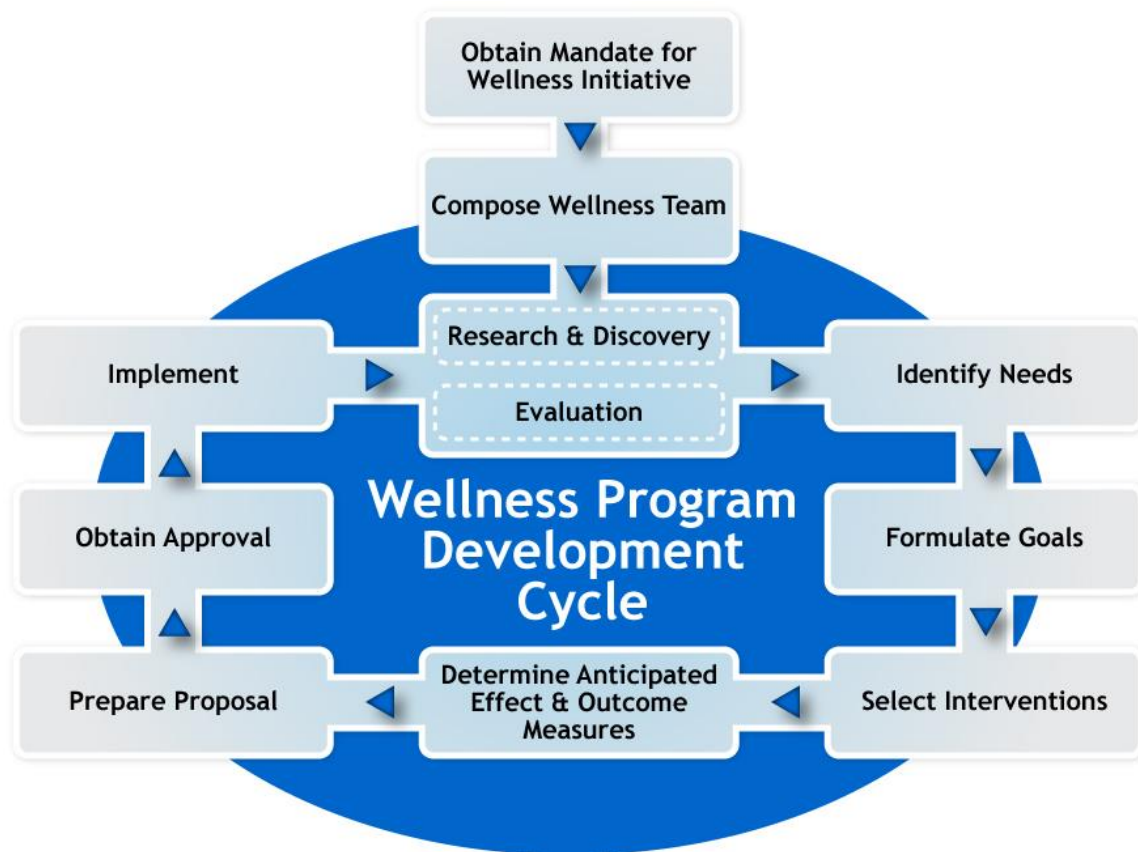 Obtain Mandate for
Wellness Initiative
Compose Wellness Team
Research & Discovery
Evaluation
Implement
Identify Needs
Obtain Approval
Formulate Goals
Wellness Program
Development
Cycle
Prepare Proposal
Determine Anticipated
Effect & Outcome
Measures
Select Interventions